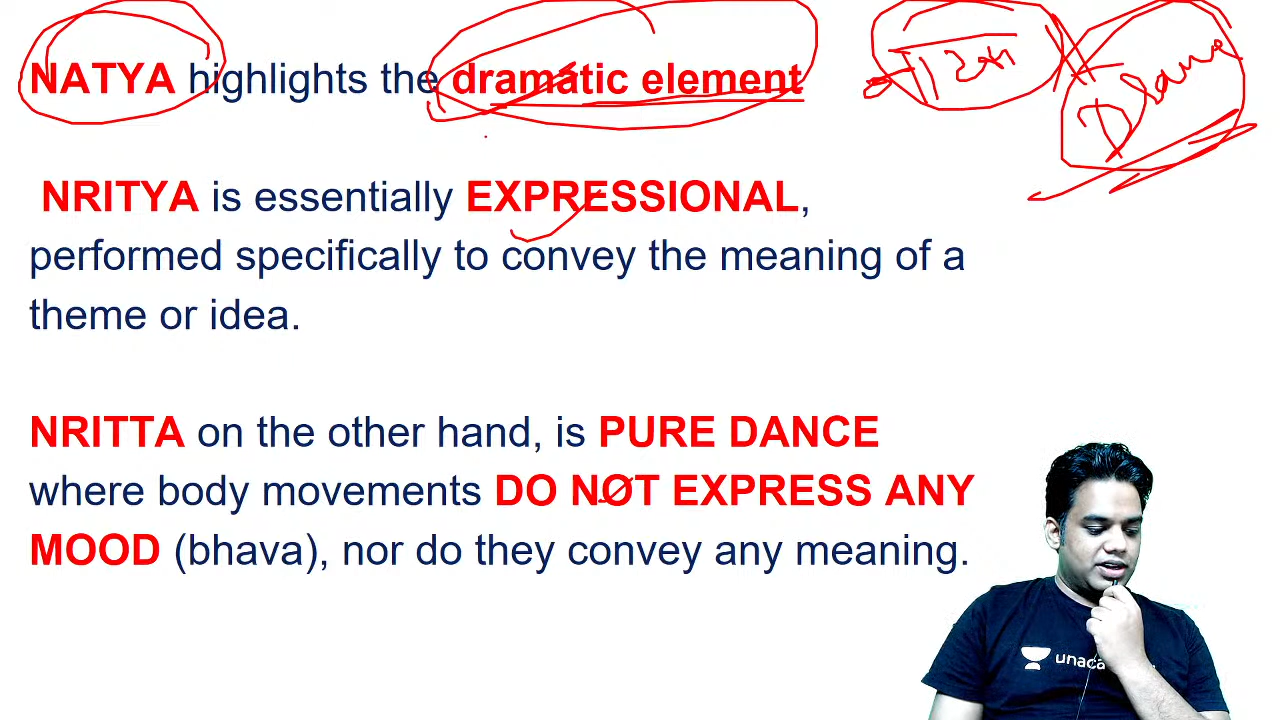 NATYA highlights the dramatic element
Dance
NRITYA is essentially EXPRESSIONAL,
performed specifically to convey the meaning of a
theme or idea.
NRITTA on the other hand, is PURE DANCE
where body movements DO NOT EXPRESS ANY
MOOD (bhava), nor do they convey any meaning.